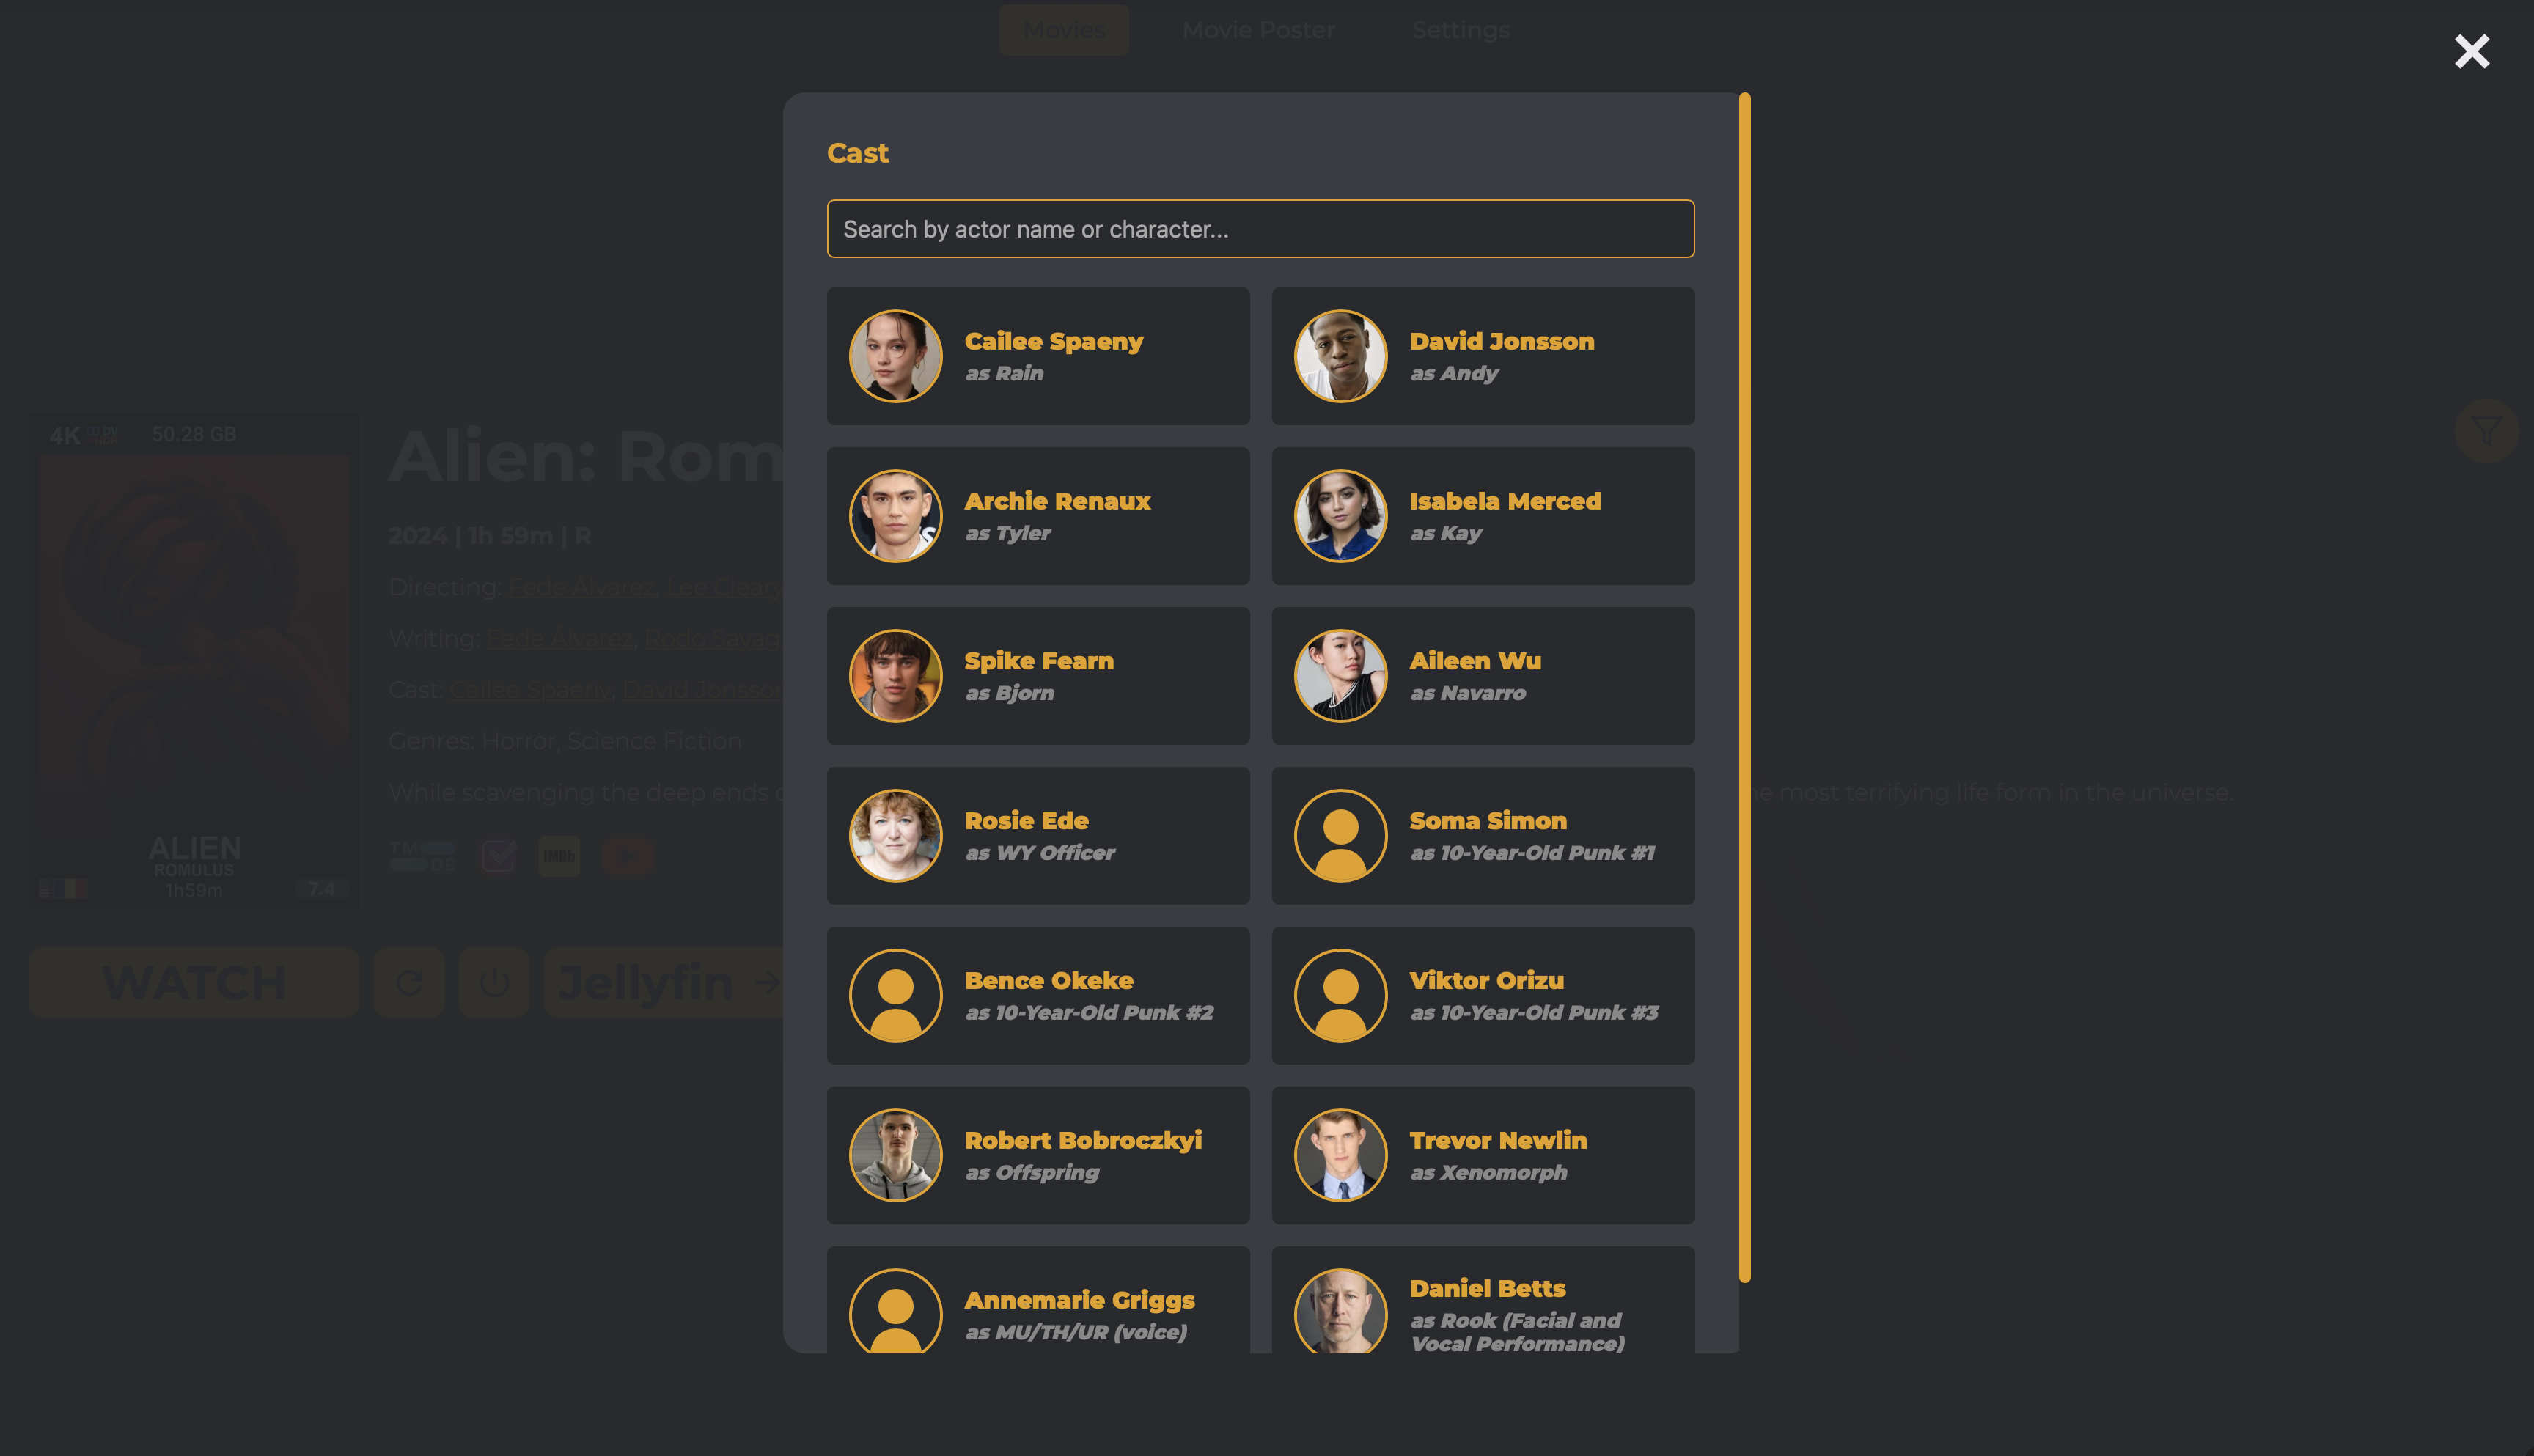 Movies Movie Poster Settings
Cast
Search by actor name or character...
Cailee Spaeny
as Rain
David Jonsson
as Andy
Archie Renaux
as Tyler
Isabela Merced
as Kay
Spike Fearn
as Bjorn
Aileen Wu
as Navarro
Rosie Ede
as WY Officer
Soma Simon
as 10-Year-Old Punk #1
Bence Okeke
as 10-Year-Old Punk #2
Viktor Orizu
as 10-Year-Old Punk #3
Robert Bobroczkyi
as Offspring
Trevor Newlin
as Xenomorph
Annemarie Griggs
as MU/TH/UR (voice)
Daniel Betts
as Rook (Facial and
Vocal Performance)
4K DV HDR 50.28 GB
ALIEN
ROMULUS
1h59m
7.4
Alien: Rom
2024 | 1h 59m | R
Directing: Fede Alvarez, Lee Cleary
Writing: Fede Alvarez, Rodo Sayag
Cast: Cailee Spaeny, David Jonsson
Genres: Horror, Science Fiction
While scavenging the deep ends
most terrifying life form in the universe.
TMDB IMDb
WATCH Jellyfin